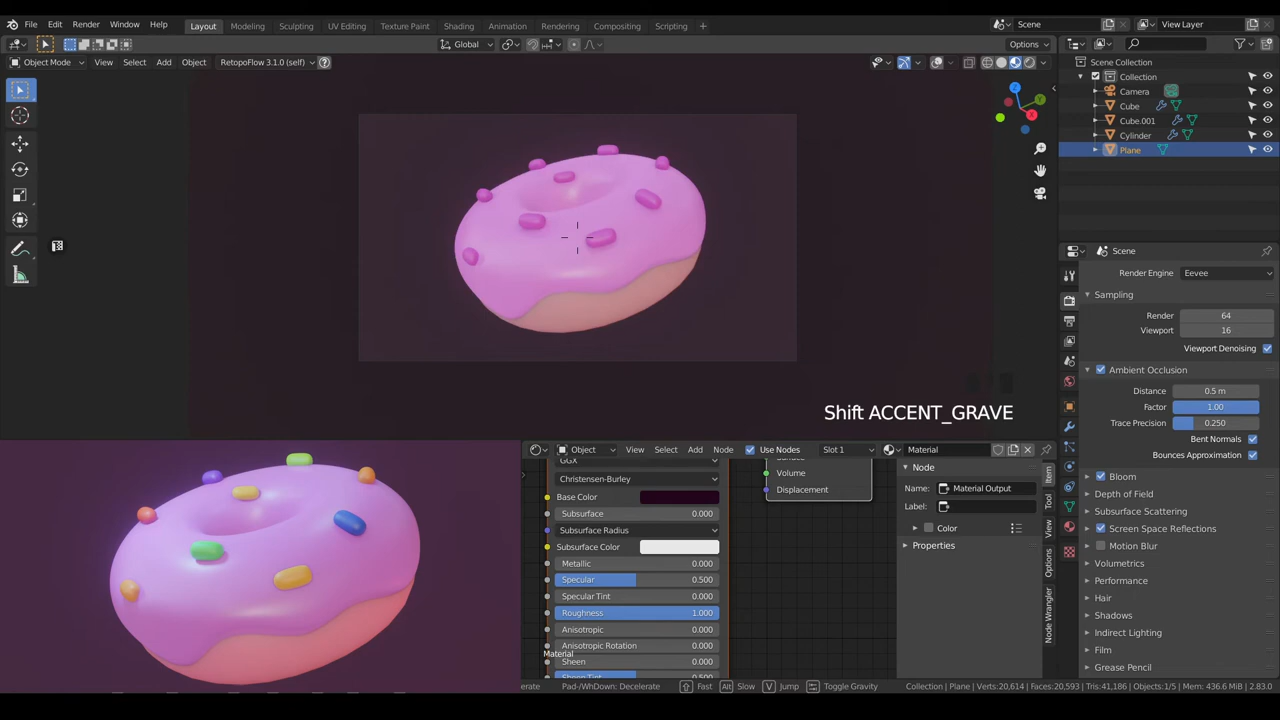 File Edit Render Window Help Layout Modeling Sculpting UV Editing Texture Paint Shading Animation Rendering Compositing Scripting + Scene View Layer
Global Options
Object Mode View Select Add Object RetopoFlow 3.1.0 (self)
Scene Collection
Collection
Camera
Cube
Cube.001
Cylinder
Plane
Z
Y
X
Scene
Render Engine Eevee
Sampling
Render 64
Viewport 16
Viewport Denoising
Ambient Occlusion
Distance 0.5 m
Factor 1.00
Trace Precision 0.250
Bent Normals
Bounces Approximation
Bloom
Depth of Field
Subsurface Scattering
Screen Space Reflections
Motion Blur
Volumetrics
Performance
Hair
Shadows
Indirect Lighting
Film
Grease Pencil
Shift ACCENT_GRAVE
Object View Select Add Node Use Nodes Slot 1 Material
GGX
Christensen-Burley
Base Color
Subsurface 0.000
Subsurface Radius
Subsurface Color
Metallic 0.000
Specular 0.500
Specular Tint 0.000
Roughness 1.000
Anisotropic 0.000
Anisotropic Rotation 0.000
Material
Sheen 0.000
Sheen Tint 0.500
Volume
Displacement
Node
Name: Material Output
Label:
Color
Properties
Item
Tool
View
Options
Node Wrangler
Pad-/WhDown: Decelerate Fast Alt Slow V Jump Toggle Gravity Collection | Plane | Verts:20,614 | Faces:20,593 | Tris:41,186 | Objects:1/5 | Mem: 436.6 MiB | 2.83.0